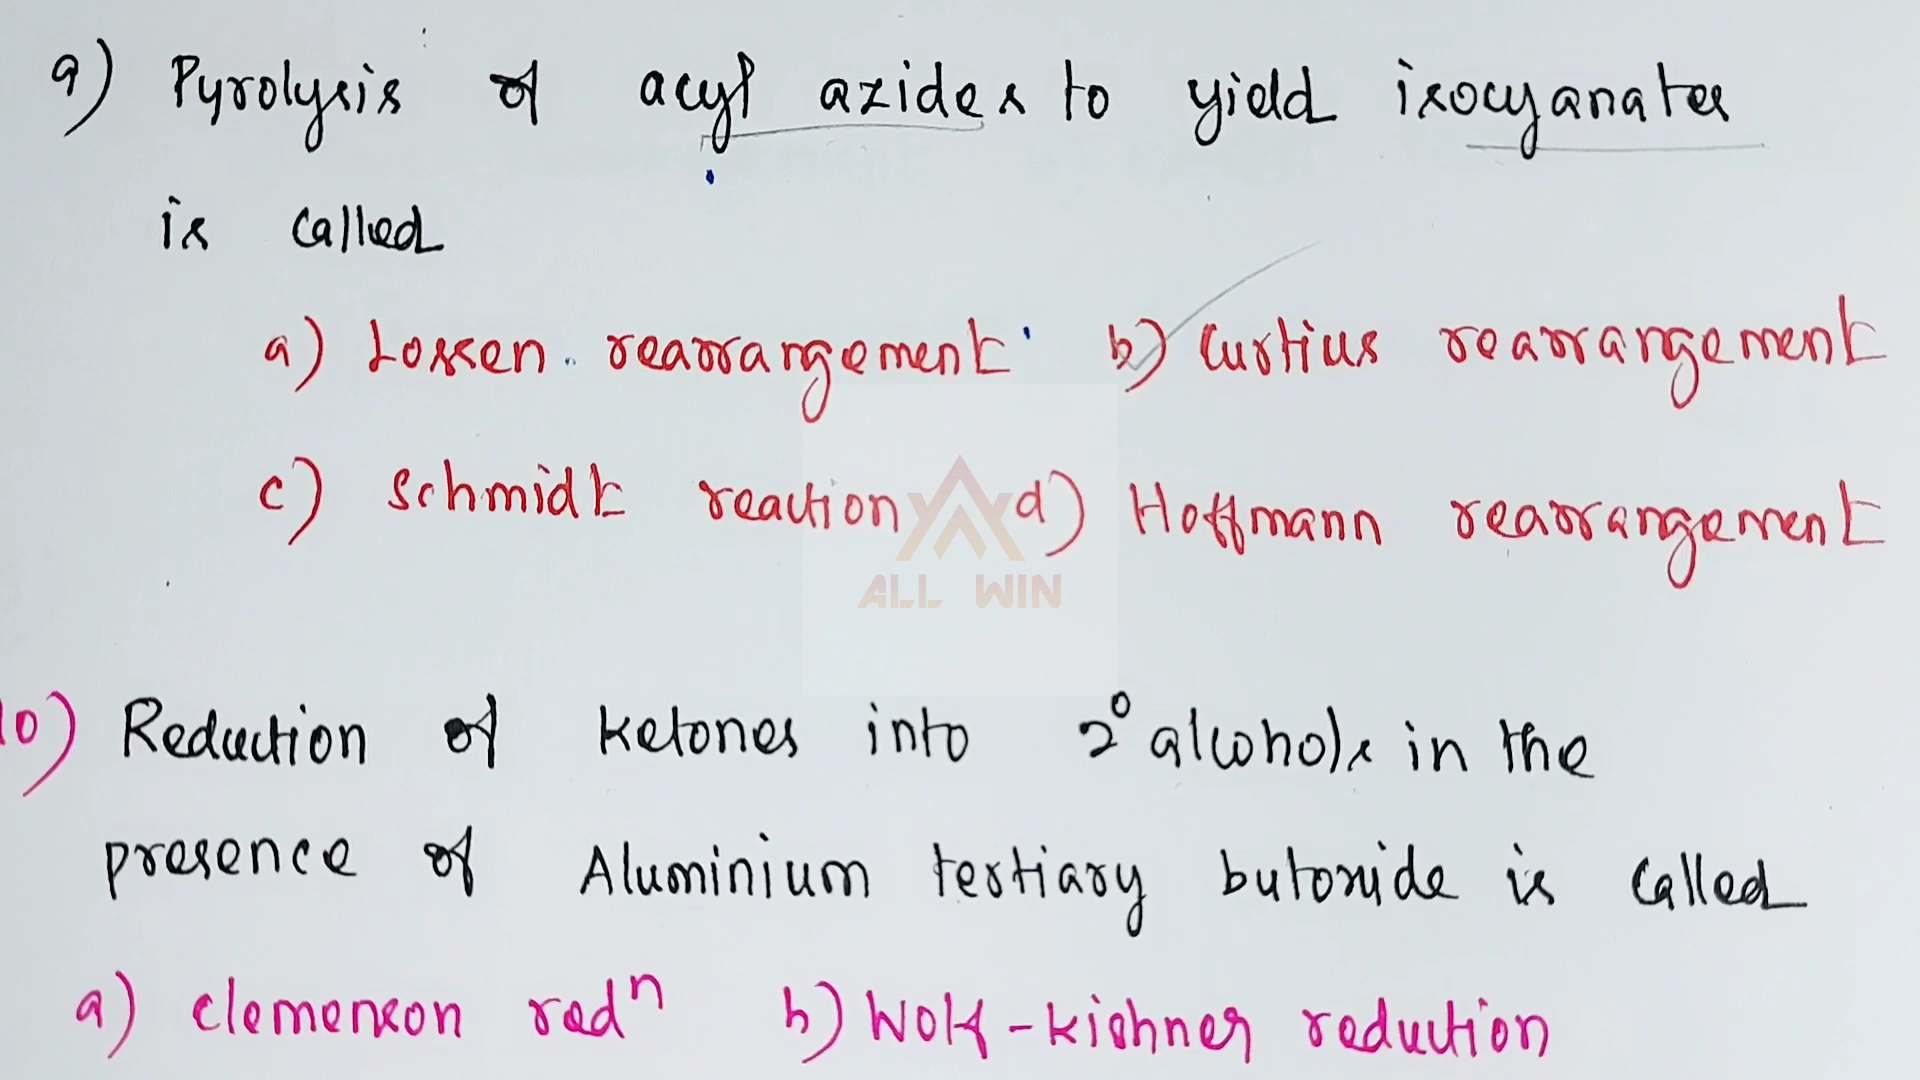 9) Pyrolysis of acyl azides to yield isocyanates
is called
a) Lossen rearrangement b) Curtius rearrangement
c) Schmidt reaction d) Hoffmann rearrangement
ALL WIN
10) Reduction of ketones into 2⁰ alcohols in the
presence of Aluminium tertiary butoxide is called
a) clemenson redⁿ b) Wolf-kishner reduction